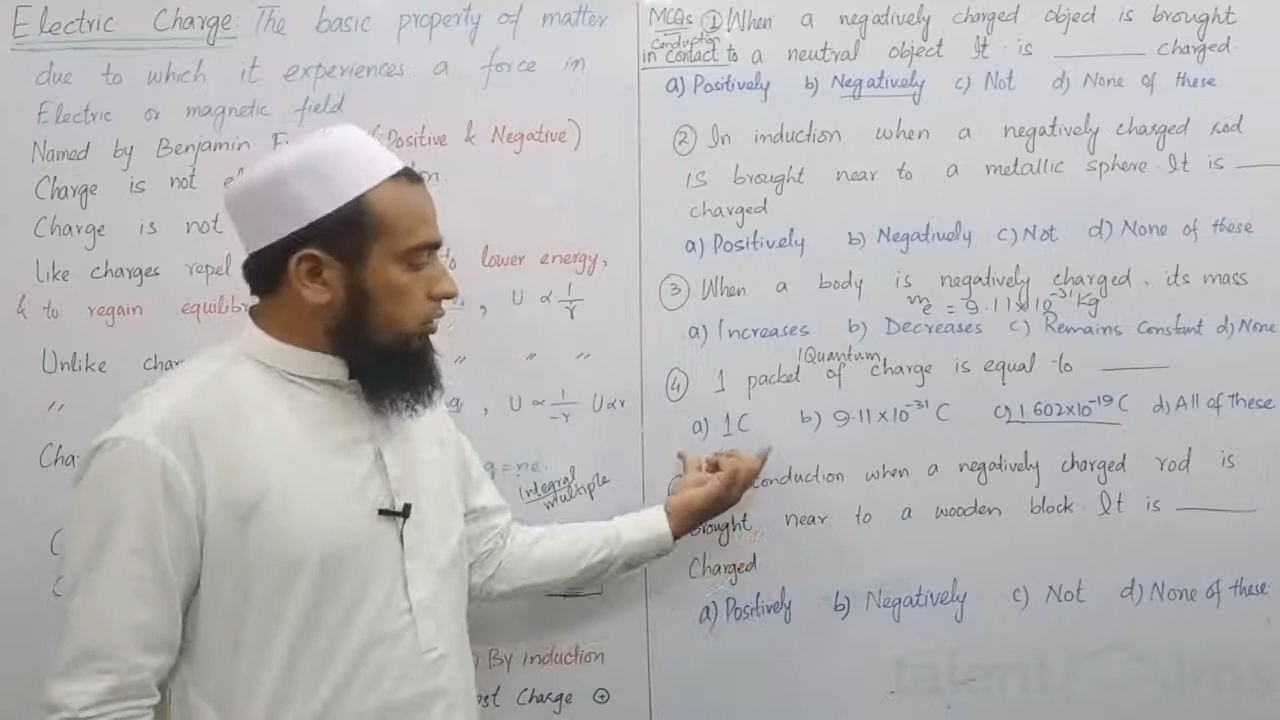 Electric Charge: The basic property of matter
due to which it experiences a force in
Electric or magnetic field
Named by Benjamin (Positive & Negative)
Charge is not
Charge is not
Like charges repel to lower energy,
& to regain , U ∝ 1/r
Unlike 〃 〃
〃 , U ∝ 1/-r U∝r
q = ne.
Integral
multiple
By induction
Charge ⊕
MCQs ① When a negatively charged object is brought
Conduction
in contact to a neutral object It is ______ charged.
a) Positively b) Negatively c) Not d) None of these
② In induction when a negatively charged rod
is brought near to a metallic sphere. It is ____
charged
a) Positively b) Negatively c) Not d) None of these
③ When a body is negatively charged, its mass
me = 9.11×10^-31 kg
a) Increases b) Decreases c) Remains Constant d) None
1 Quantum
④ 1 packet of charge is equal to ______
a) 1C b) 9.11×10^-31 C c) 1.602×10^-19 C d) All of these
conduction when a negatively charged rod is
brought near to a wooden block. It is ______
Charged
a) Positively b) Negatively c) Not d) None of these
talent lms